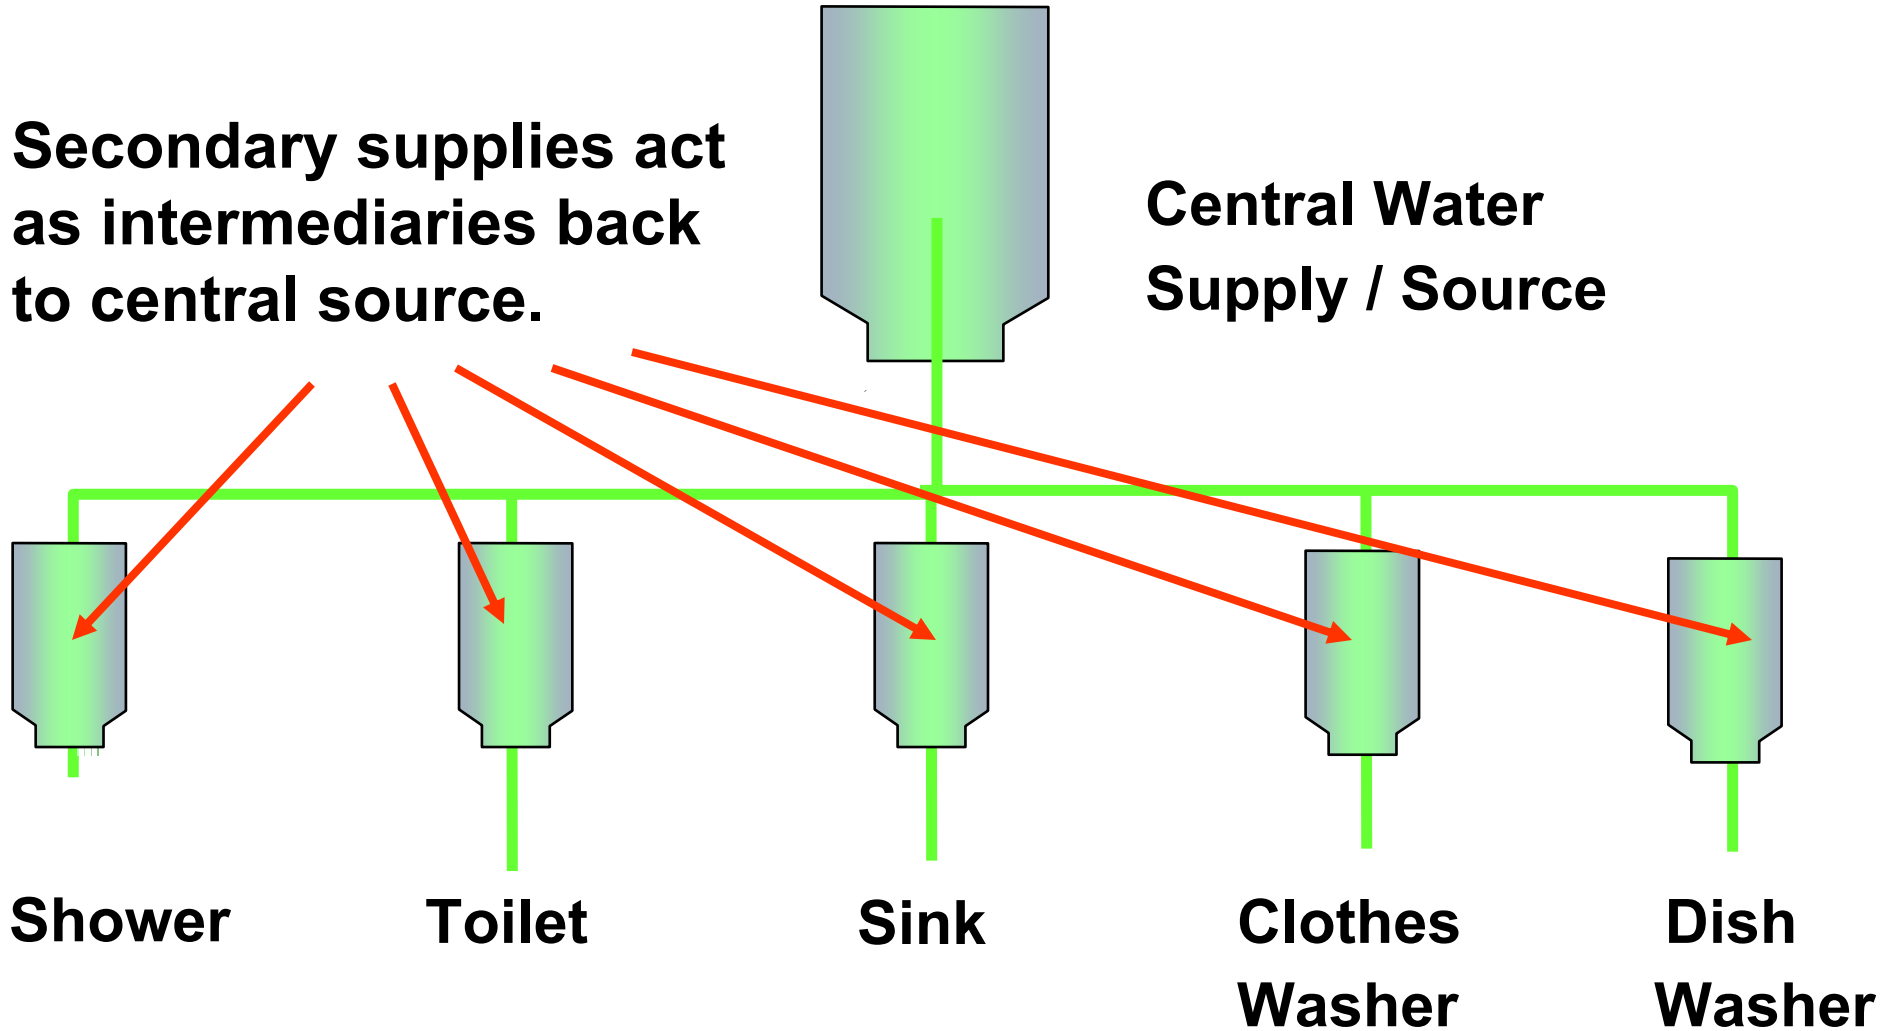 Secondary supplies act
as intermediaries back
to central source.
Central Water
Supply / Source
Shower
Toilet
Sink
Clothes
Washer
Dish
Washer